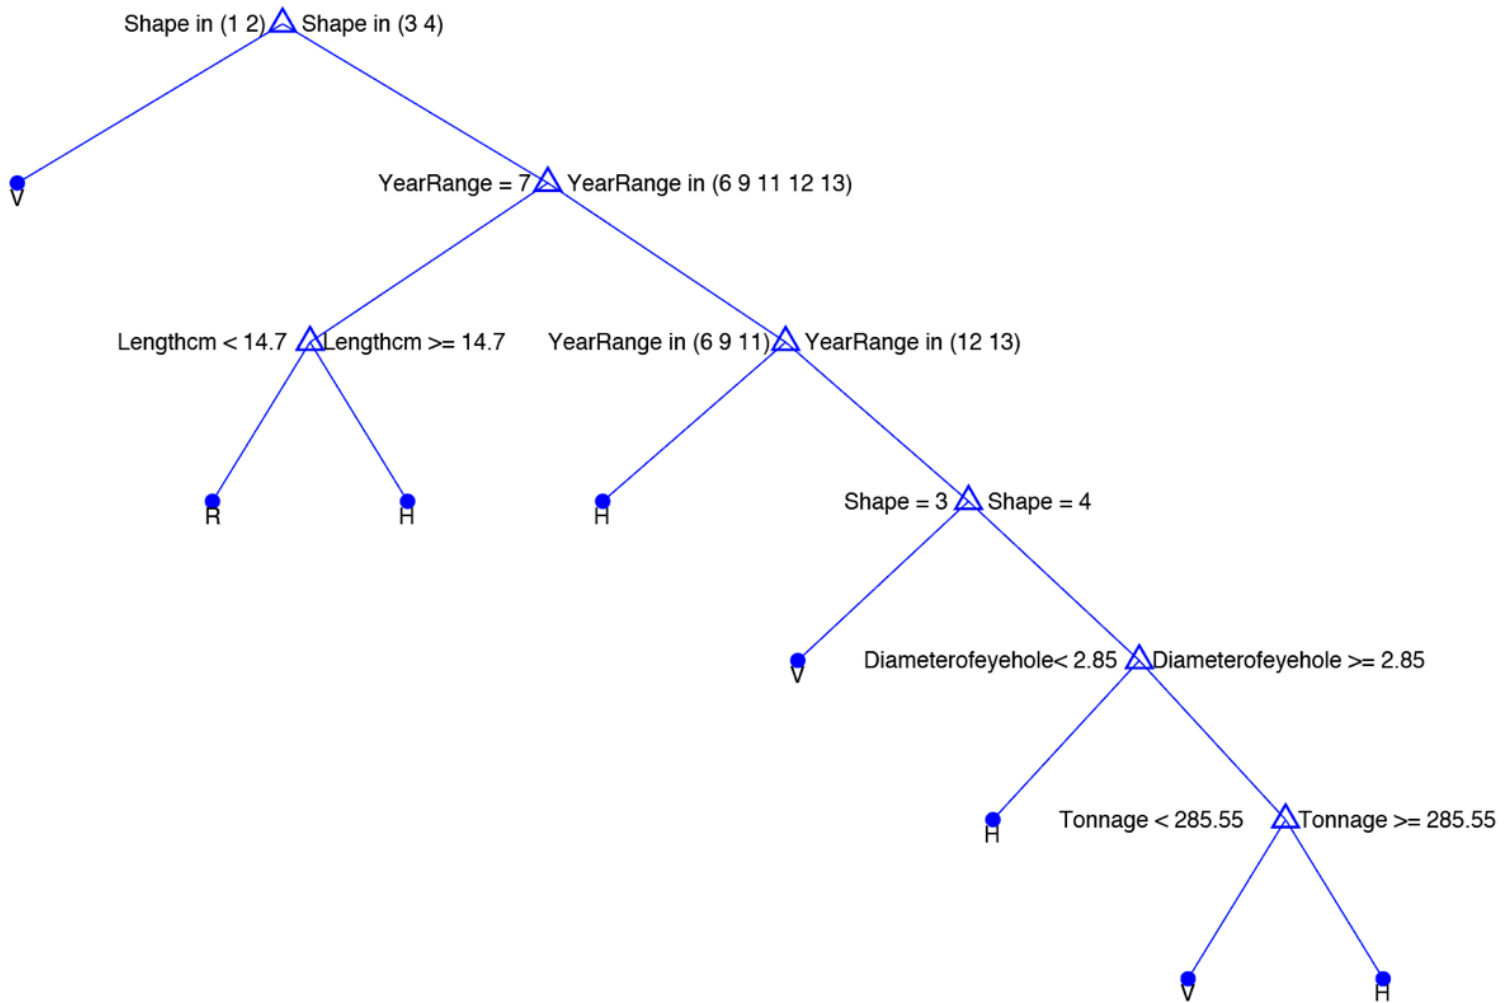 Shape in (1 2) Shape in (3 4)
V
YearRange = 7 YearRange in (6 9 11 12 13)
Lengthcm < 14.7 Lengthcm >= 14.7 YearRange in (6 9 11) YearRange in (12 13)
R H H
Shape = 3 Shape = 4
V
Diameterofeyehole< 2.85 Diameterofeyehole >= 2.85
H
Tonnage < 285.55 Tonnage >= 285.55
V H